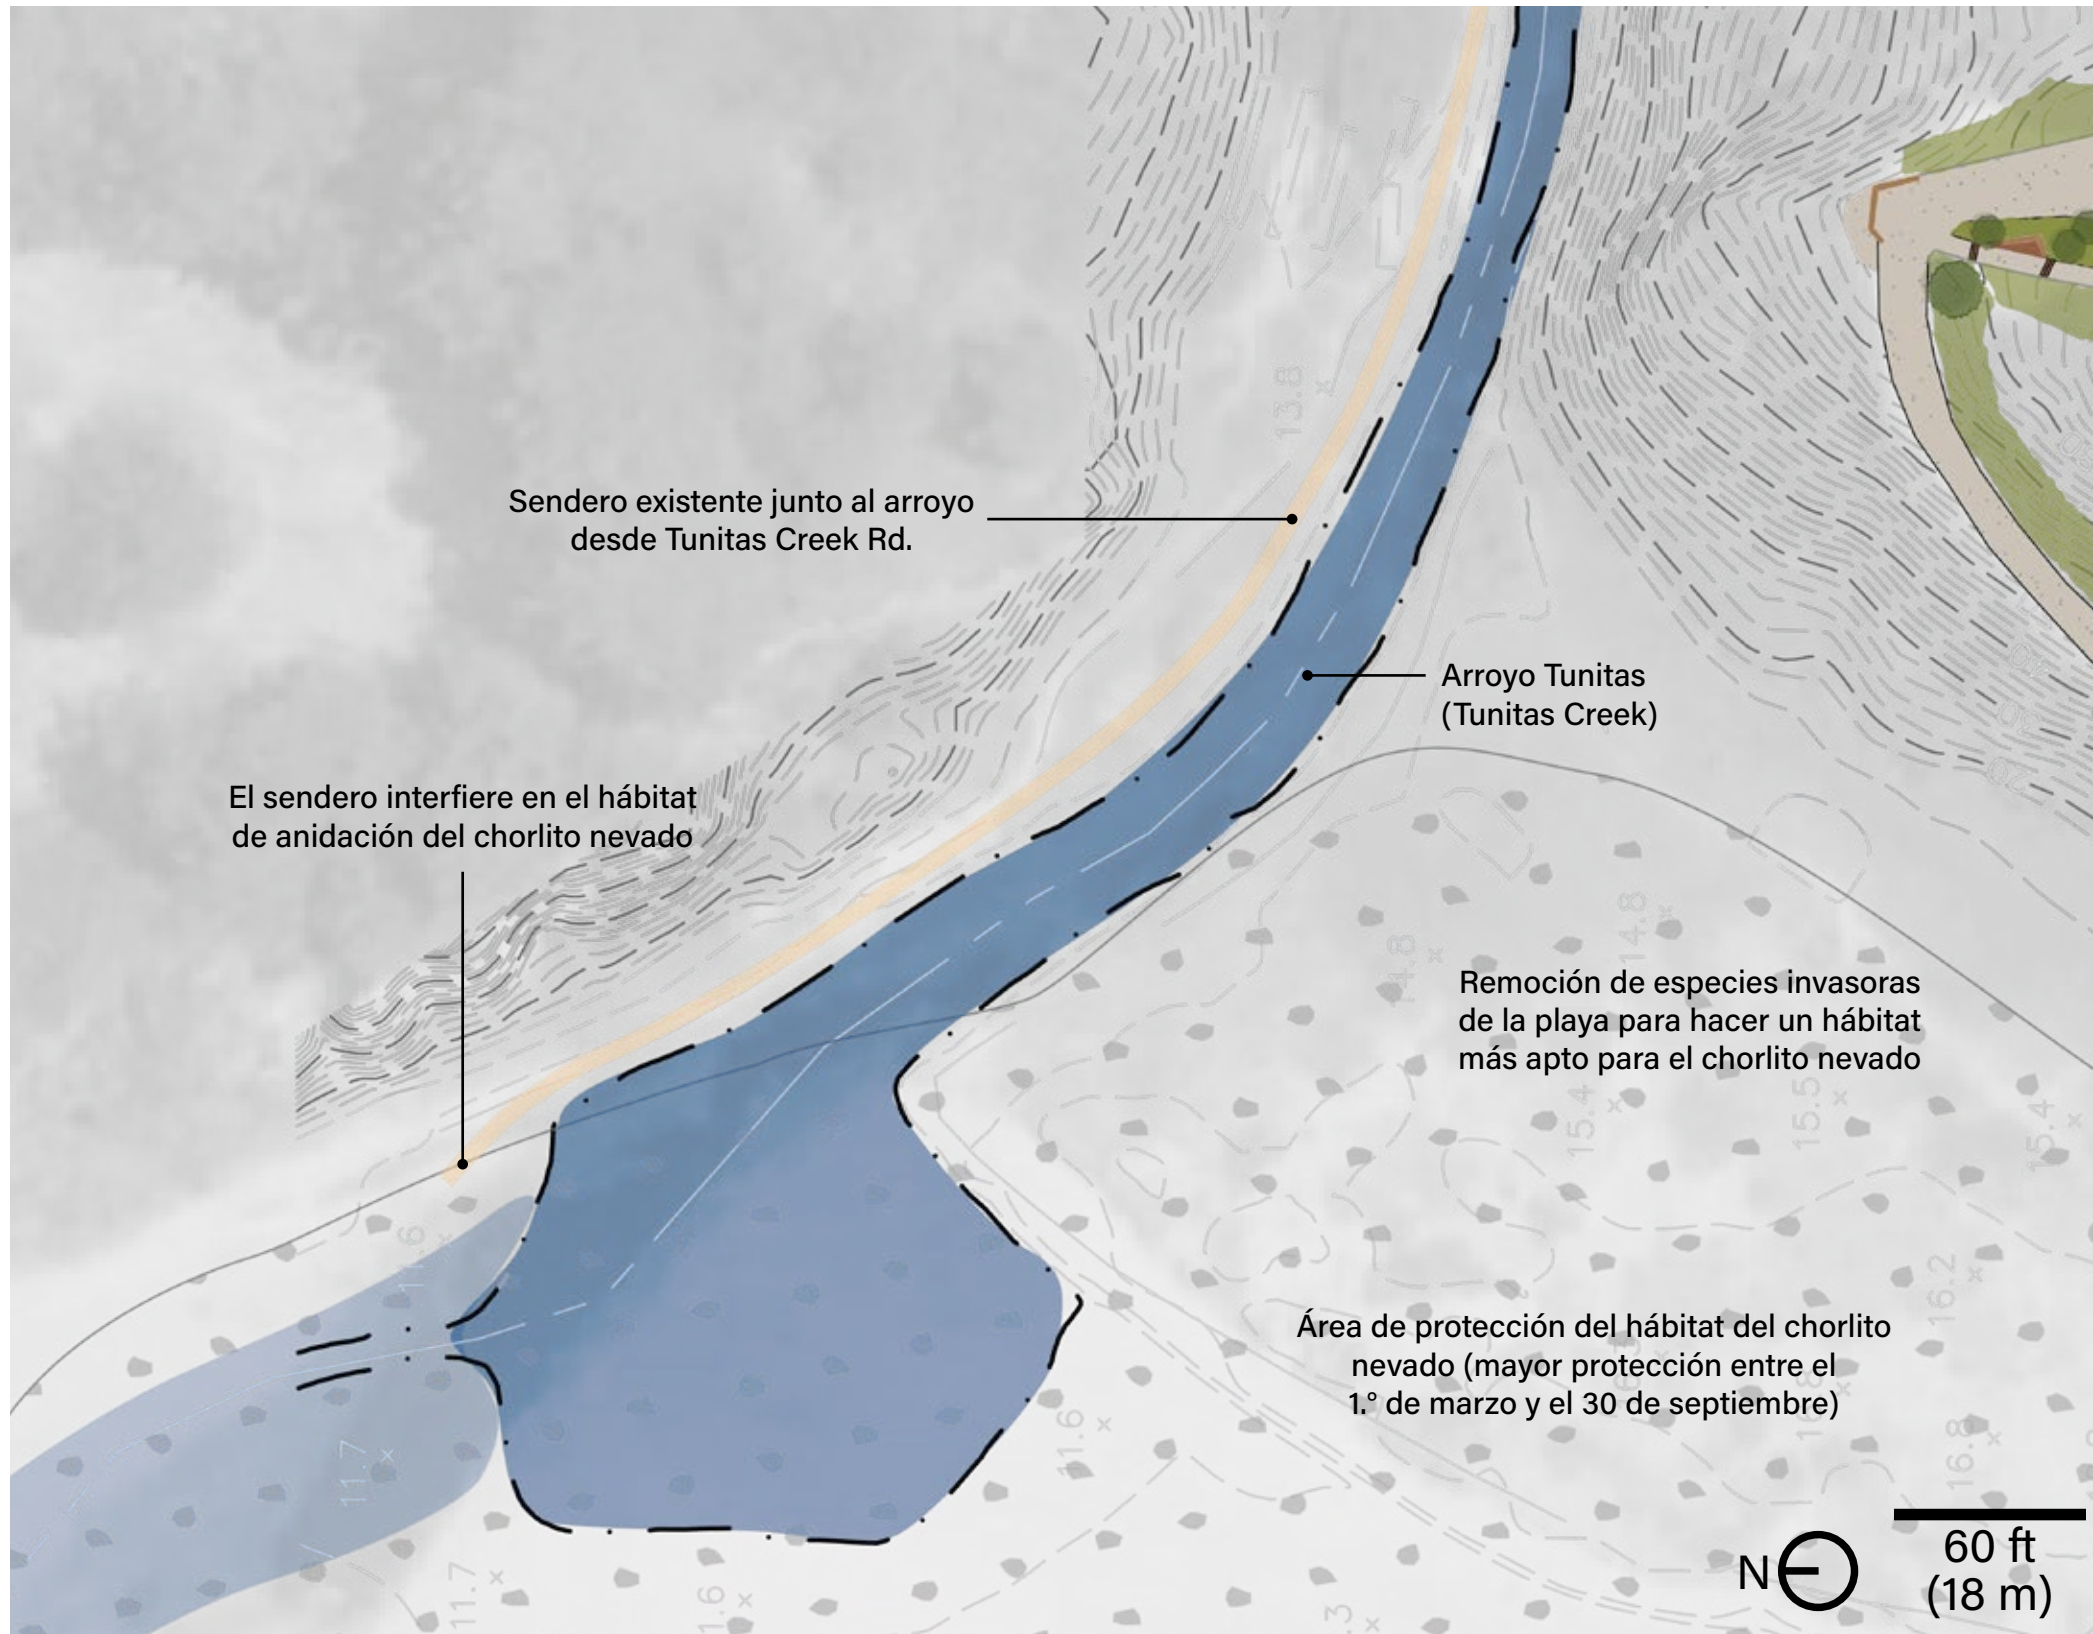 Sendero existente junto al arroyo
desde Tunitas Creek Rd.
Arroyo Tunitas
(Tunitas Creek)
El sendero interfiere en el hábitat
de anidación del chorlito nevado
Remoción de especies invasoras
de la playa para hacer un hábitat
más apto para el chorlito nevado
Área de protección del hábitat del chorlito
nevado (mayor protección entre el
1.º de marzo y el 30 de septiembre)
13.8
14.8
14.8
15.4
15.5
15.4
16.2
16.8
11.6
11.7
11.7
11.6
N
60 ft
(18 m)